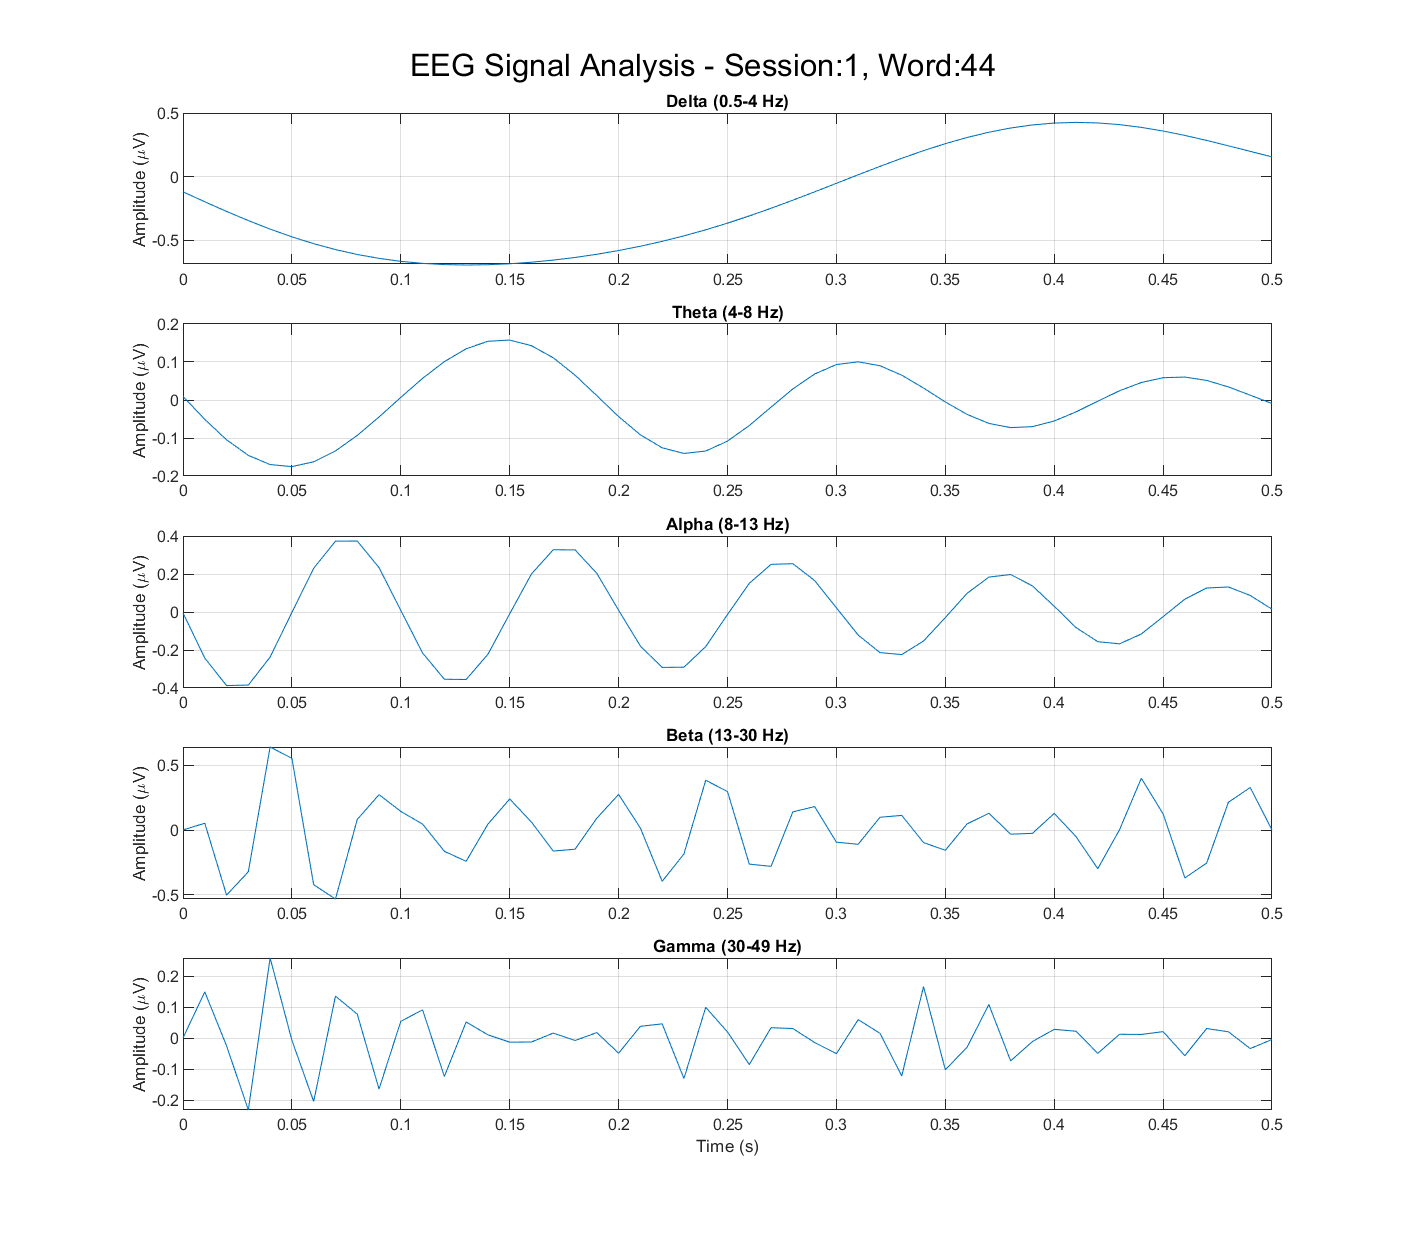 EEG Signal Analysis - Session:1, Word:44
Delta (0.5-4 Hz)
Amplitude (μV)
0.5
0
-0.5
0 0.05 0.1 0.15 0.2 0.25 0.3 0.35 0.4 0.45 0.5
Theta (4-8 Hz)
Amplitude (μV)
0.2
0.1
0
-0.1
-0.2
0 0.05 0.1 0.15 0.2 0.25 0.3 0.35 0.4 0.45 0.5
Alpha (8-13 Hz)
Amplitude (μV)
0.4
0.2
0
-0.2
-0.4
0 0.05 0.1 0.15 0.2 0.25 0.3 0.35 0.4 0.45 0.5
Beta (13-30 Hz)
Amplitude (μV)
0.5
0
-0.5
0 0.05 0.1 0.15 0.2 0.25 0.3 0.35 0.4 0.45 0.5
Gamma (30-49 Hz)
Amplitude (μV)
0.2
0.1
0
-0.1
-0.2
0 0.05 0.1 0.15 0.2 0.25 0.3 0.35 0.4 0.45 0.5
Time (s)